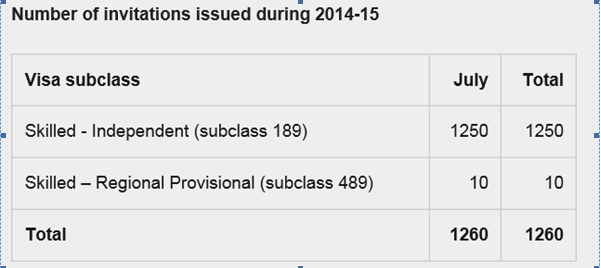 Number of invitations issued during 2014-15
Visa subclass July Total
Skilled - Independent (subclass 189) 1250 1250
Skilled – Regional Provisional (subclass 489) 10 10
Total 1260 1260